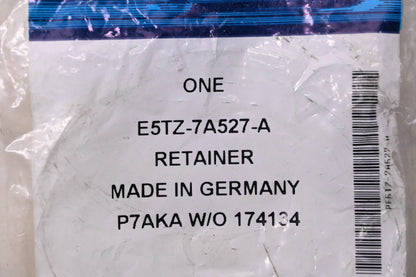 ONE
E5TZ-7A527-A
RETAINER
MADE IN GERMANY
P7AKA W/O 174134